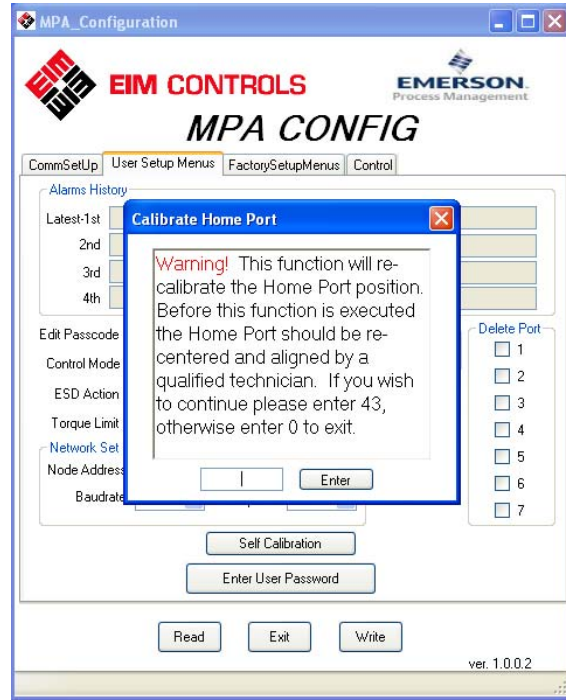 MPA_Configuration
EIM CONTROLS
EMERSON
Process Management
MPA CONFIG
CommSetUp User Setup Menus FactorySetupMenus Control
Alarms History
Latest-1st
2nd
3rd
4th
Calibrate Home Port
Warning! This function will re-
calibrate the Home Port position.
Before this function is executed
the Home Port should be re-
centered and aligned by a
qualified technician. If you wish
to continue please enter 43,
otherwise enter 0 to exit.
Enter
Edit Passcode
Control Mode
ESD Action
Torque Limit
Network Set
Node Address
Baudrate
Delete Port
1
2
3
4
5
6
7
Self Calibration
Enter User Password
Read Exit Write
ver. 1.0.0.2